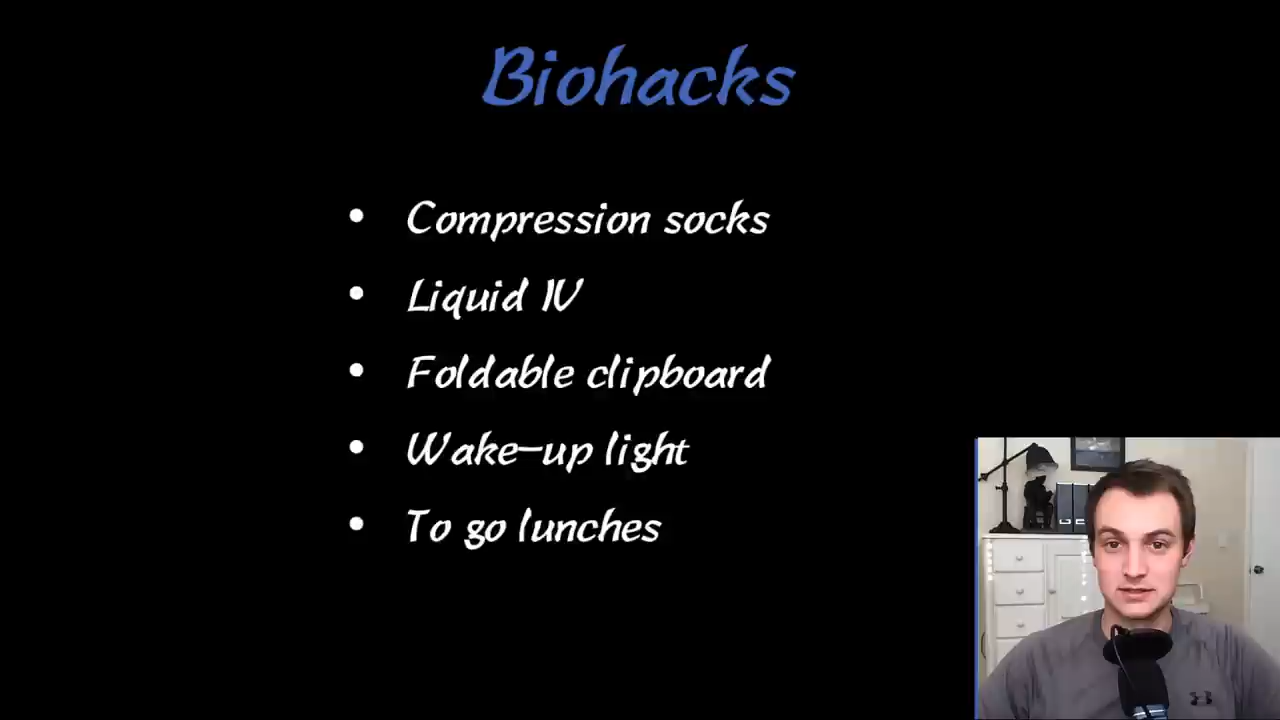 Biohacks
• Compression socks
• Liquid IV
• Foldable clipboard
• Wake-up light
• To go lunches